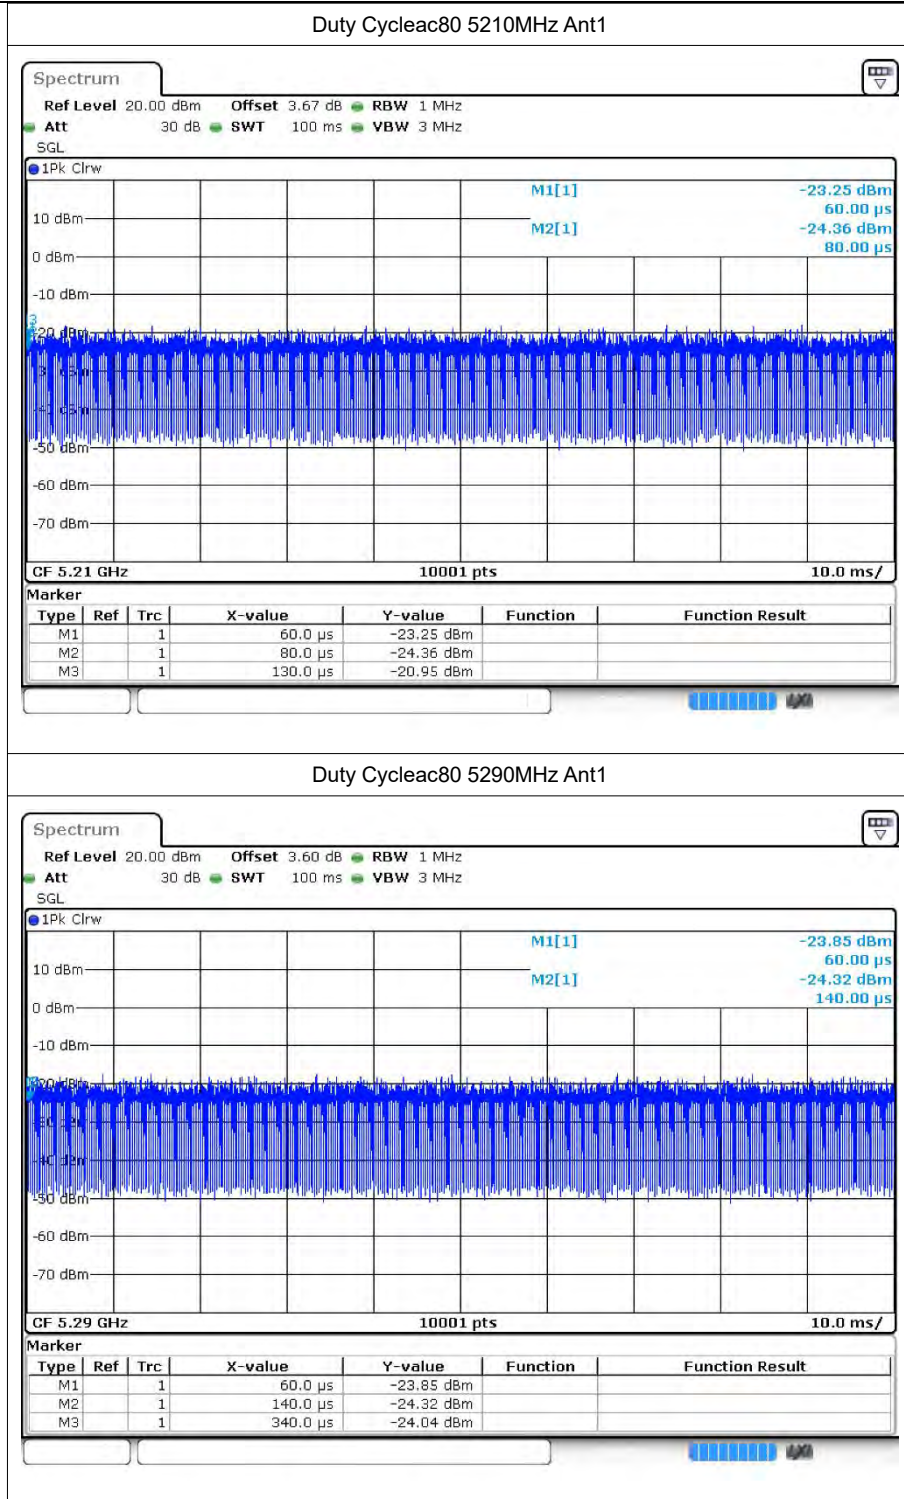 Duty Cycleac80 5210MHz Ant1
Spectrum
Ref Level 20.00 dBm Offset 3.67 dB RBW 1 MHz
Att 30 dB SWT 100 ms VBW 3 MHz
SGL
1Pk Clrw
M1[1] -23.25 dBm
60.00 µs
10 dBm
M2[1] -24.36 dBm
80.00 µs
0 dBm
-10 dBm
-20 dBm
-50 dBm
-60 dBm
-70 dBm
CF 5.21 GHz 10001 pts 10.0 ms/
Marker
Type Ref Trc X-value Y-value Function Function Result
M1 1 60.0 µs -23.25 dBm
M2 1 80.0 µs -24.36 dBm
M3 1 130.0 µs -20.95 dBm
Duty Cycleac80 5290MHz Ant1
Spectrum
Ref Level 20.00 dBm Offset 3.60 dB RBW 1 MHz
Att 30 dB SWT 100 ms VBW 3 MHz
SGL
1Pk Clrw
M1[1] -23.85 dBm
60.00 µs
10 dBm
M2[1] -24.32 dBm
140.00 µs
0 dBm
-10 dBm
-50 dBm
-60 dBm
-70 dBm
CF 5.29 GHz 10001 pts 10.0 ms/
Marker
Type Ref Trc X-value Y-value Function Function Result
M1 1 60.0 µs -23.85 dBm
M2 1 140.0 µs -24.32 dBm
M3 1 340.0 µs -24.04 dBm